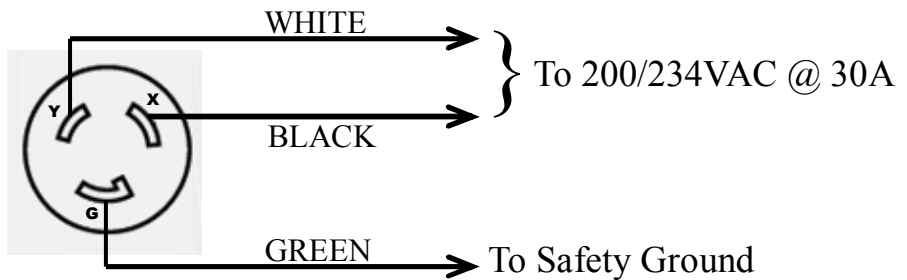 WHITE
To 200/234VAC @ 30A
Y
X
BLACK
G
GREEN
To Safety Ground